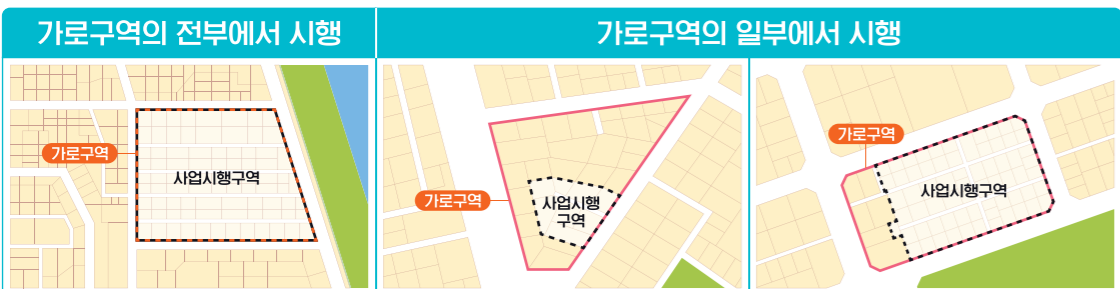 가로구역의 전부에서 시행
가로구역의 일부에서 시행
가로구역
사업시행구역
가로구역
사업시행
구역
가로구역
사업시행구역